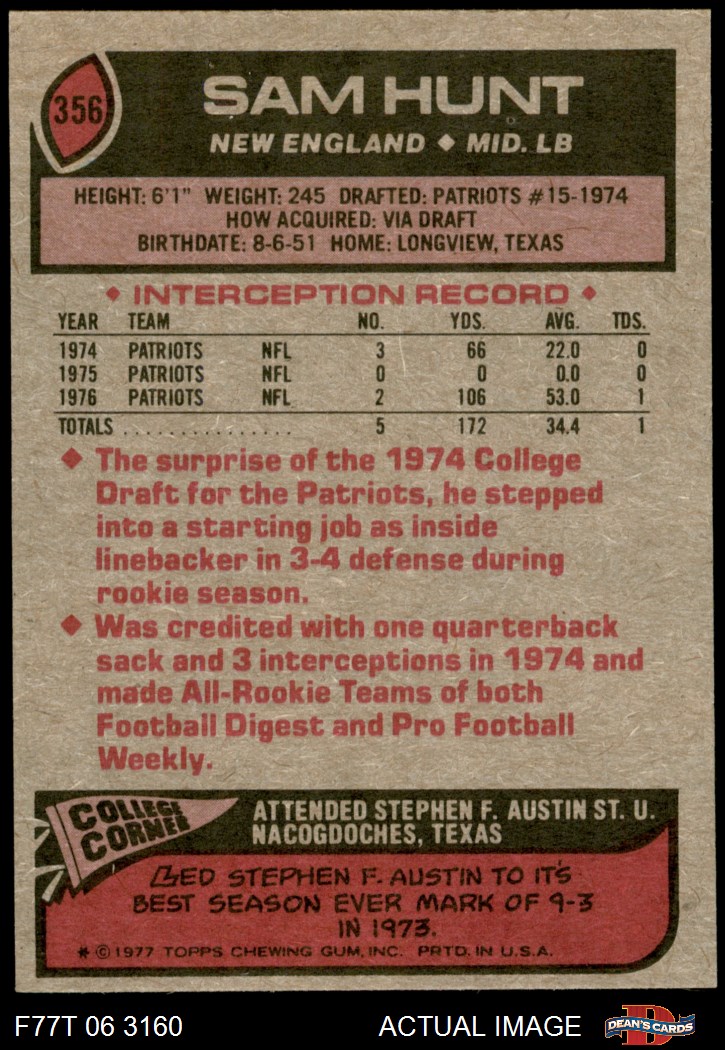 356
SAM HUNT
NEW ENGLAND ◆ MID. LB
HEIGHT: 6'1" WEIGHT: 245 DRAFTED: PATRIOTS #15-1974
HOW ACQUIRED: VIA DRAFT
BIRTHDATE: 8-6-51 HOME: LONGVIEW, TEXAS
◆ INTERCEPTION RECORD ◆
YEAR TEAM NO. YDS. AVG. TDS.
1974 PATRIOTS NFL 3 66 22.0 0
1975 PATRIOTS NFL 0 0 0.0 0
1976 PATRIOTS NFL 2 106 53.0 1
TOTALS . . . . . . . . . . . . . . 5 172 34.4 1
◆ The surprise of the 1974 College
Draft for the Patriots, he stepped
into a starting job as inside
linebacker in 3-4 defense during
rookie season.
◆ Was credited with one quarterback
sack and 3 interceptions in 1974 and
made All-Rookie Teams of both
Football Digest and Pro Football
Weekly.
COLLEGE
CORNER
ATTENDED STEPHEN F. AUSTIN ST. U.
NACOGDOCHES, TEXAS
LED STEPHEN F. AUSTIN TO IT'S
BEST SEASON EVER MARK OF 9-3
IN 1973.
* © 1977 TOPPS CHEWING GUM, INC. PRTD. IN U.S.A.
F77T 06 3160 ACTUAL IMAGE
D
DEAN'S CARDS